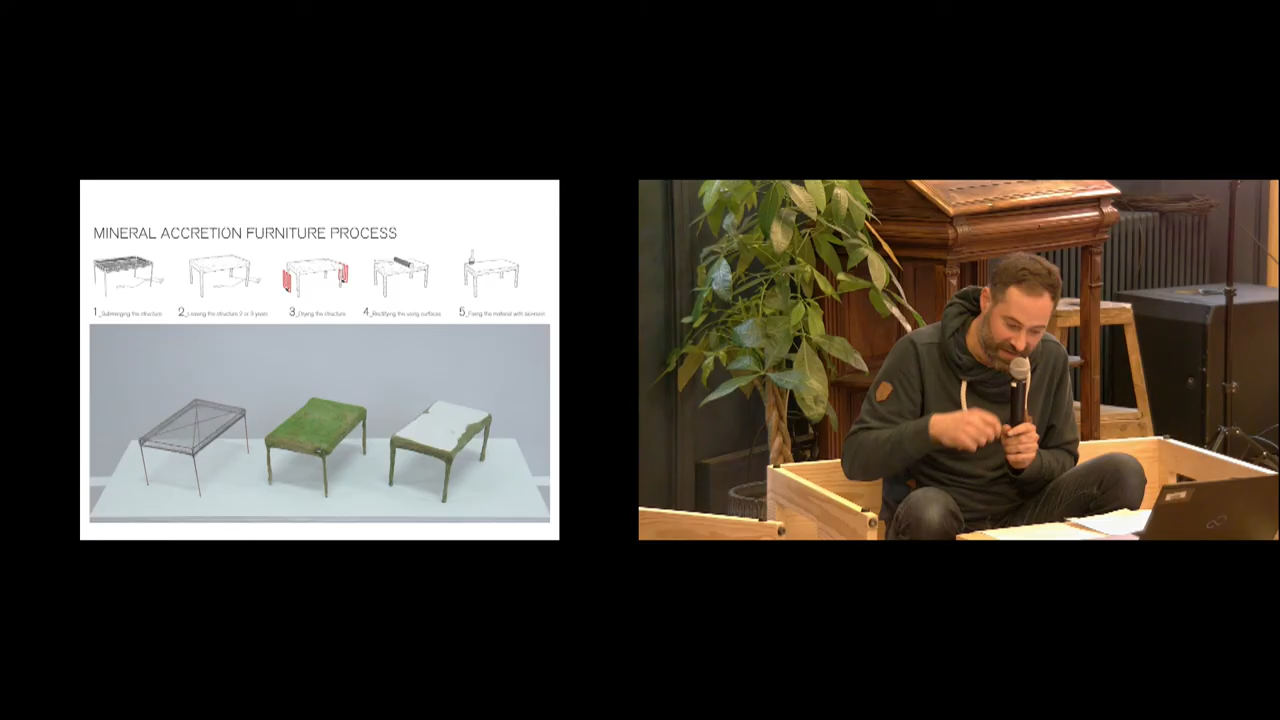 MINERAL ACCRETION FURNITURE PROCESS
1_Submerging the structure
2_Leaving the structure 2 or 3 years
3_Drying the structure
4_Rectifying the using surfaces
5_Fixing the material with